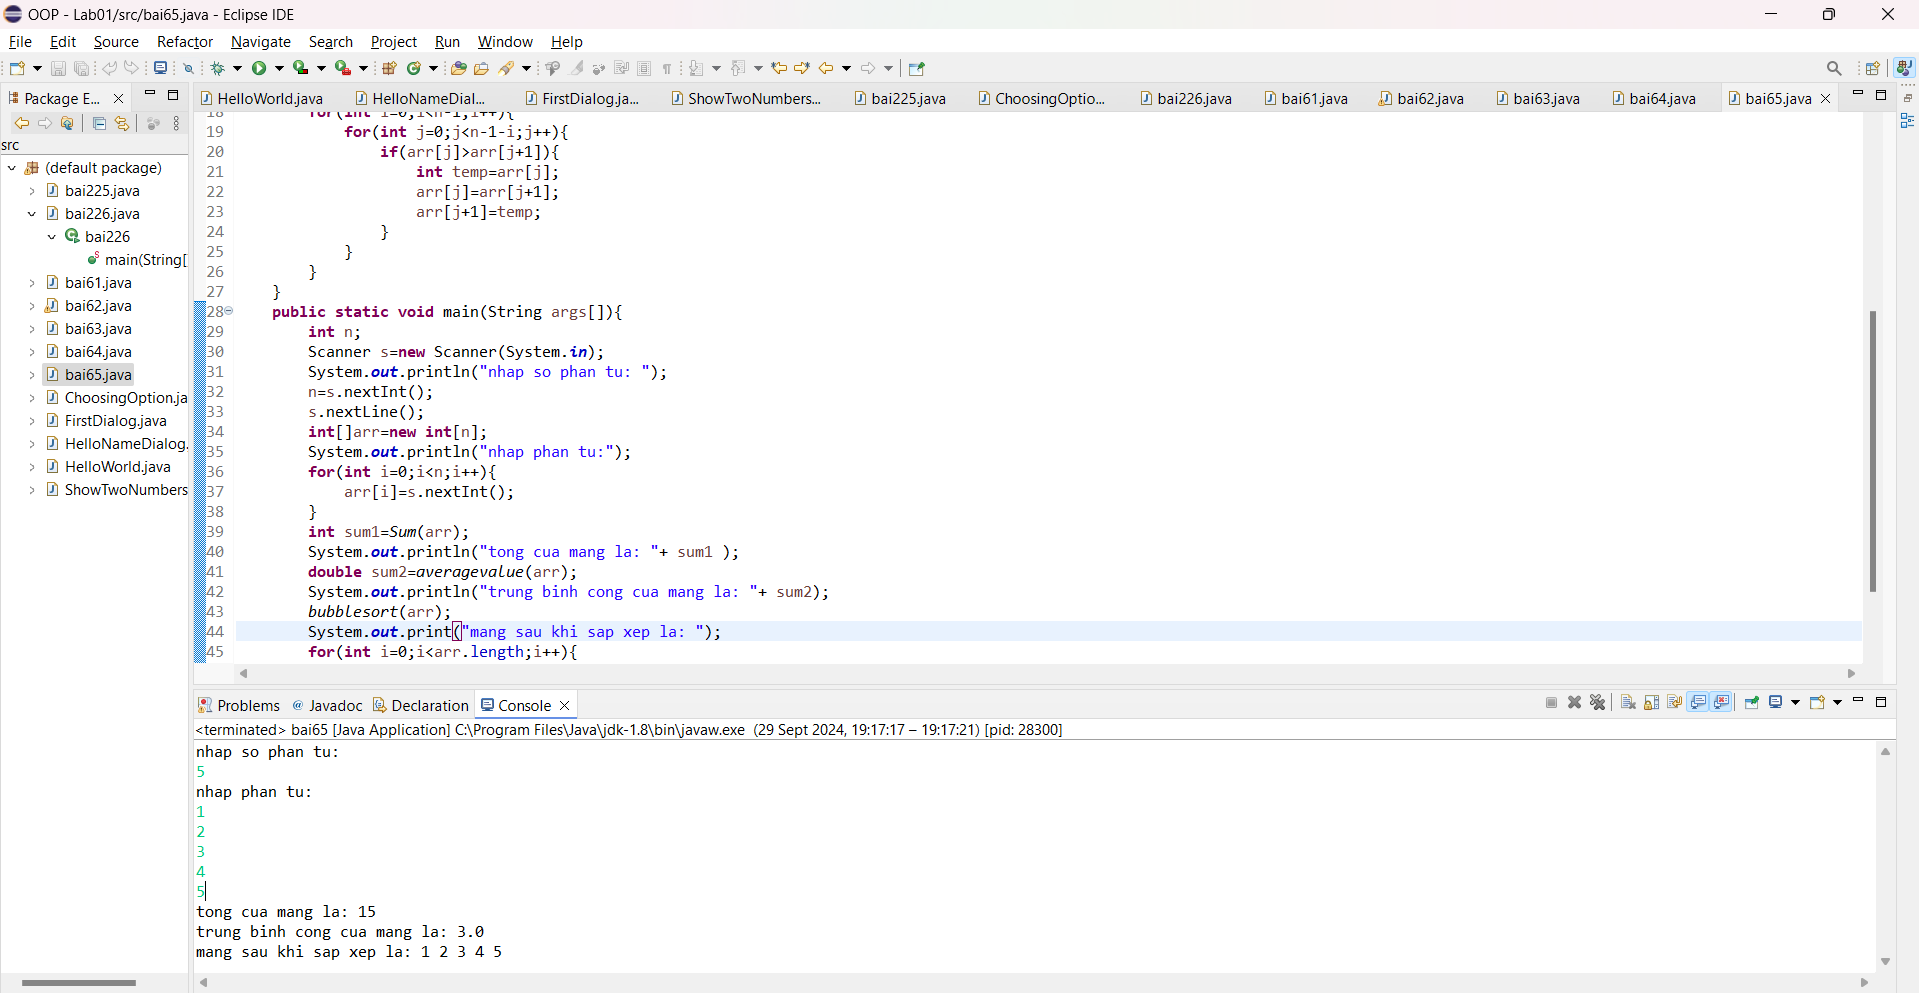 OOP - Lab01/src/bai65.java - Eclipse IDE
File Edit Source Refactor Navigate Search Project Run Window Help
Package E...
HelloWorld.java HelloNameDial... FirstDialog.ja... ShowTwoNumbers... bai225.java ChoosingOptio... bai226.java bai61.java bai62.java bai63.java bai64.java bai65.java
src
(default package)
bai225.java
bai226.java
bai226
main(String[
bai61.java
bai62.java
bai63.java
bai64.java
bai65.java
ChoosingOption.ja
FirstDialog.java
HelloNameDialog.
HelloWorld.java
ShowTwoNumbers
18 for(int i=0;i<n-1;i++){
19 for(int j=0;j<n-1-i;j++){
20 if(arr[j]>arr[j+1]){
21 int temp=arr[j];
22 arr[j]=arr[j+1];
23 arr[j+1]=temp;
24 }
25 }
26 }
27 }
28 public static void main(String args[]){
29 int n;
30 Scanner s=new Scanner(System.in);
31 System.out.println("nhap so phan tu: ");
32 n=s.nextInt();
33 s.nextLine();
34 int[]arr=new int[n];
35 System.out.println("nhap phan tu:");
36 for(int i=0;i<n;i++){
37 arr[i]=s.nextInt();
38 }
39 int sum1=Sum(arr);
40 System.out.println("tong cua mang la: "+ sum1 );
41 double sum2=averagevalue(arr);
42 System.out.println("trung binh cong cua mang la: "+ sum2);
43 bubblesort(arr);
44 System.out.print("mang sau khi sap xep la: ");
45 for(int i=0;i<arr.length;i++){
Problems Javadoc Declaration Console
<terminated> bai65 [Java Application] C:\Program Files\Java\jdk-1.8\bin\javaw.exe (29 Sept 2024, 19:17:17 – 19:17:21) [pid: 28300]
nhap so phan tu:
5
nhap phan tu:
1
2
3
4
5
tong cua mang la: 15
trung binh cong cua mang la: 3.0
mang sau khi sap xep la: 1 2 3 4 5